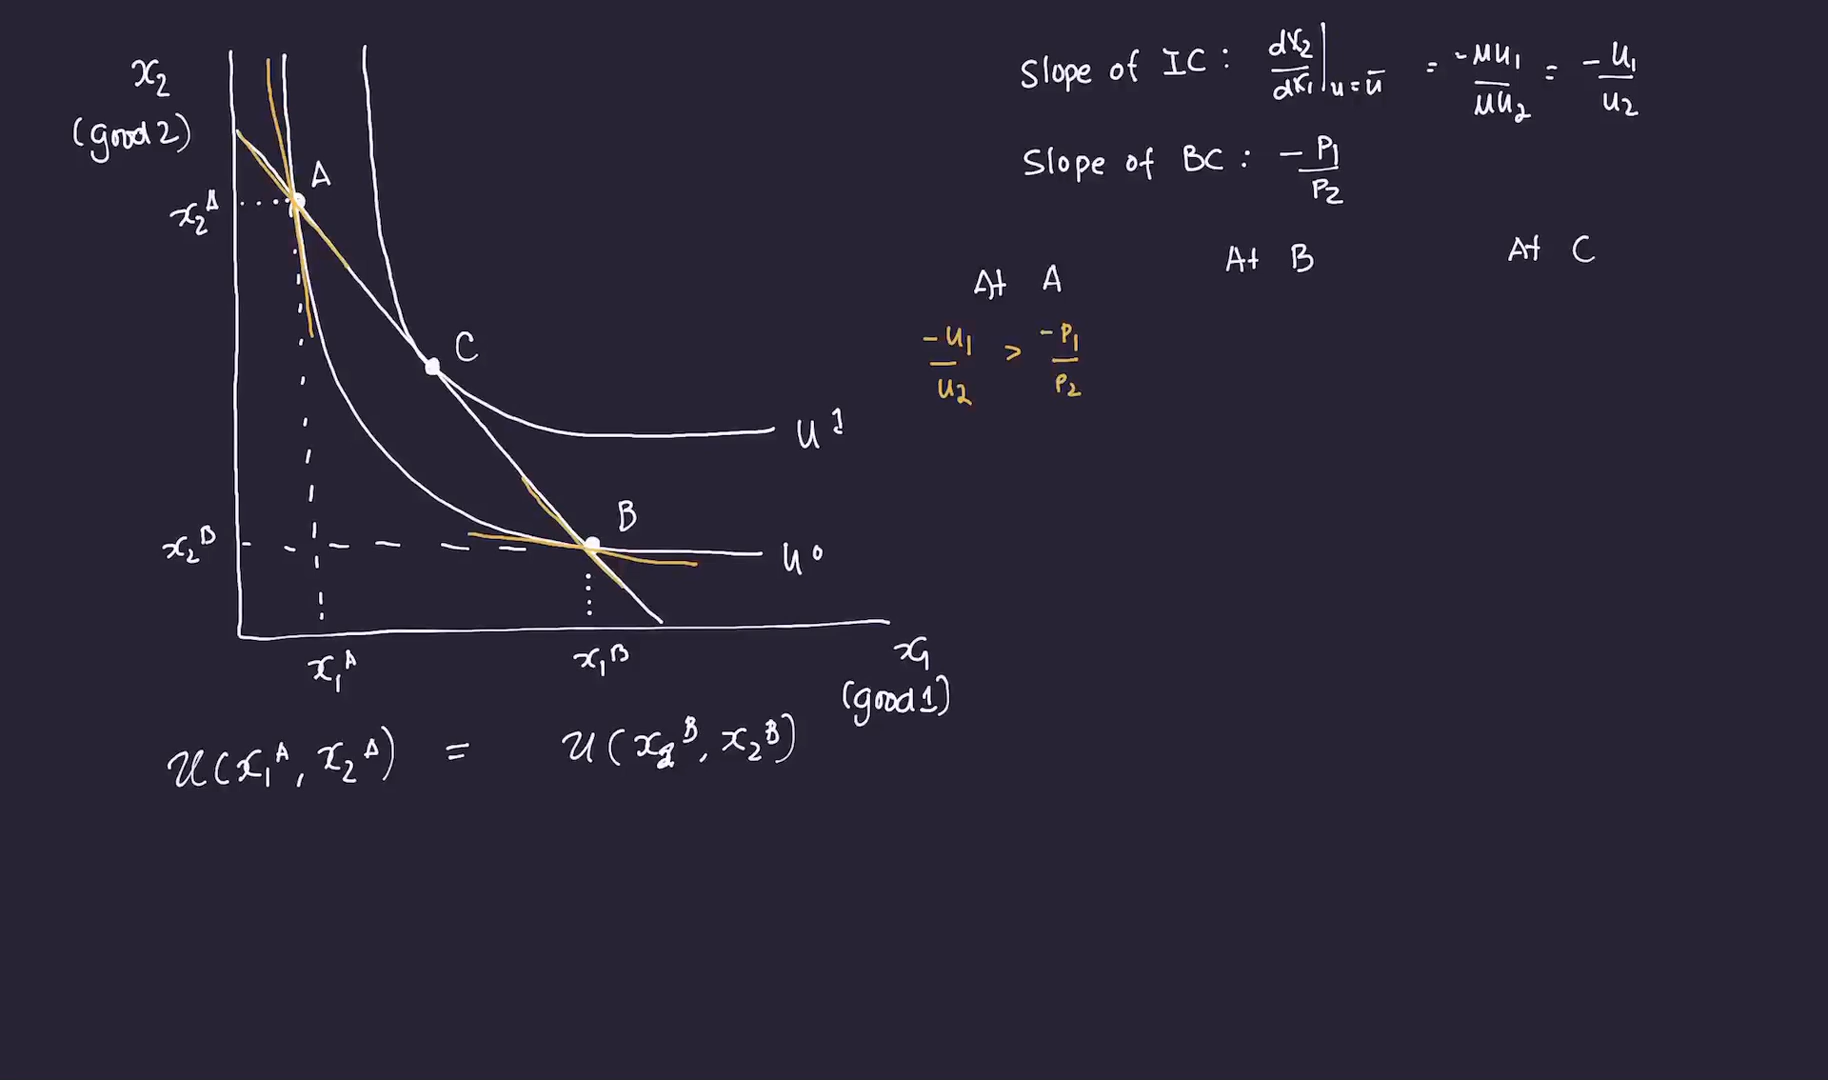 x₂
(good 2)
A
x₂ᴬ
C
u¹
B
x₂ᴮ
u⁰
x₁ᴬ
x₁ᴮ
x₁
(good 1)
U(x₁ᴬ, x₂ᴬ) = U(x₁ᴮ, x₂ᴮ)
Slope of IC : dx₂/dx₁ |u=ū = -MU₁/MU₂ = -U₁/U₂
Slope of BC : -P₁/P₂
At A
-U₁/U₂ > -P₁/P₂
At B
At C